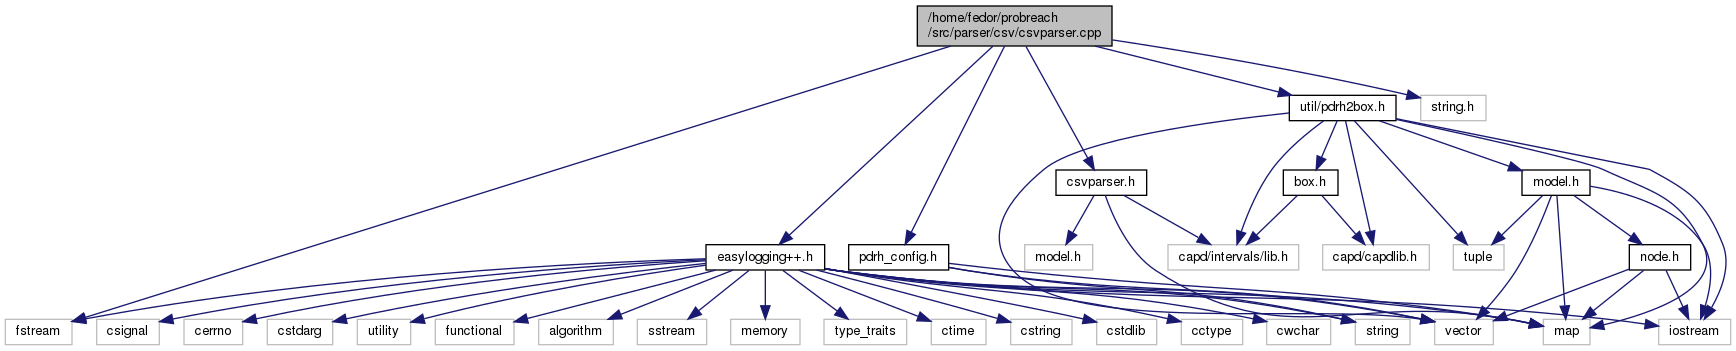 /home/fedor/probreach
/src/parser/csv/csvparser.cpp
util/pdrh2box.h
string.h
csvparser.h
box.h
model.h
easylogging++.h
pdrh_config.h
model.h
capd/intervals/lib.h
capd/capdlib.h
tuple
node.h
fstream
csignal
cerrno
cstdarg
utility
functional
algorithm
sstream
memory
type_traits
ctime
cstring
cstdlib
cctype
cwchar
string
vector
map
iostream